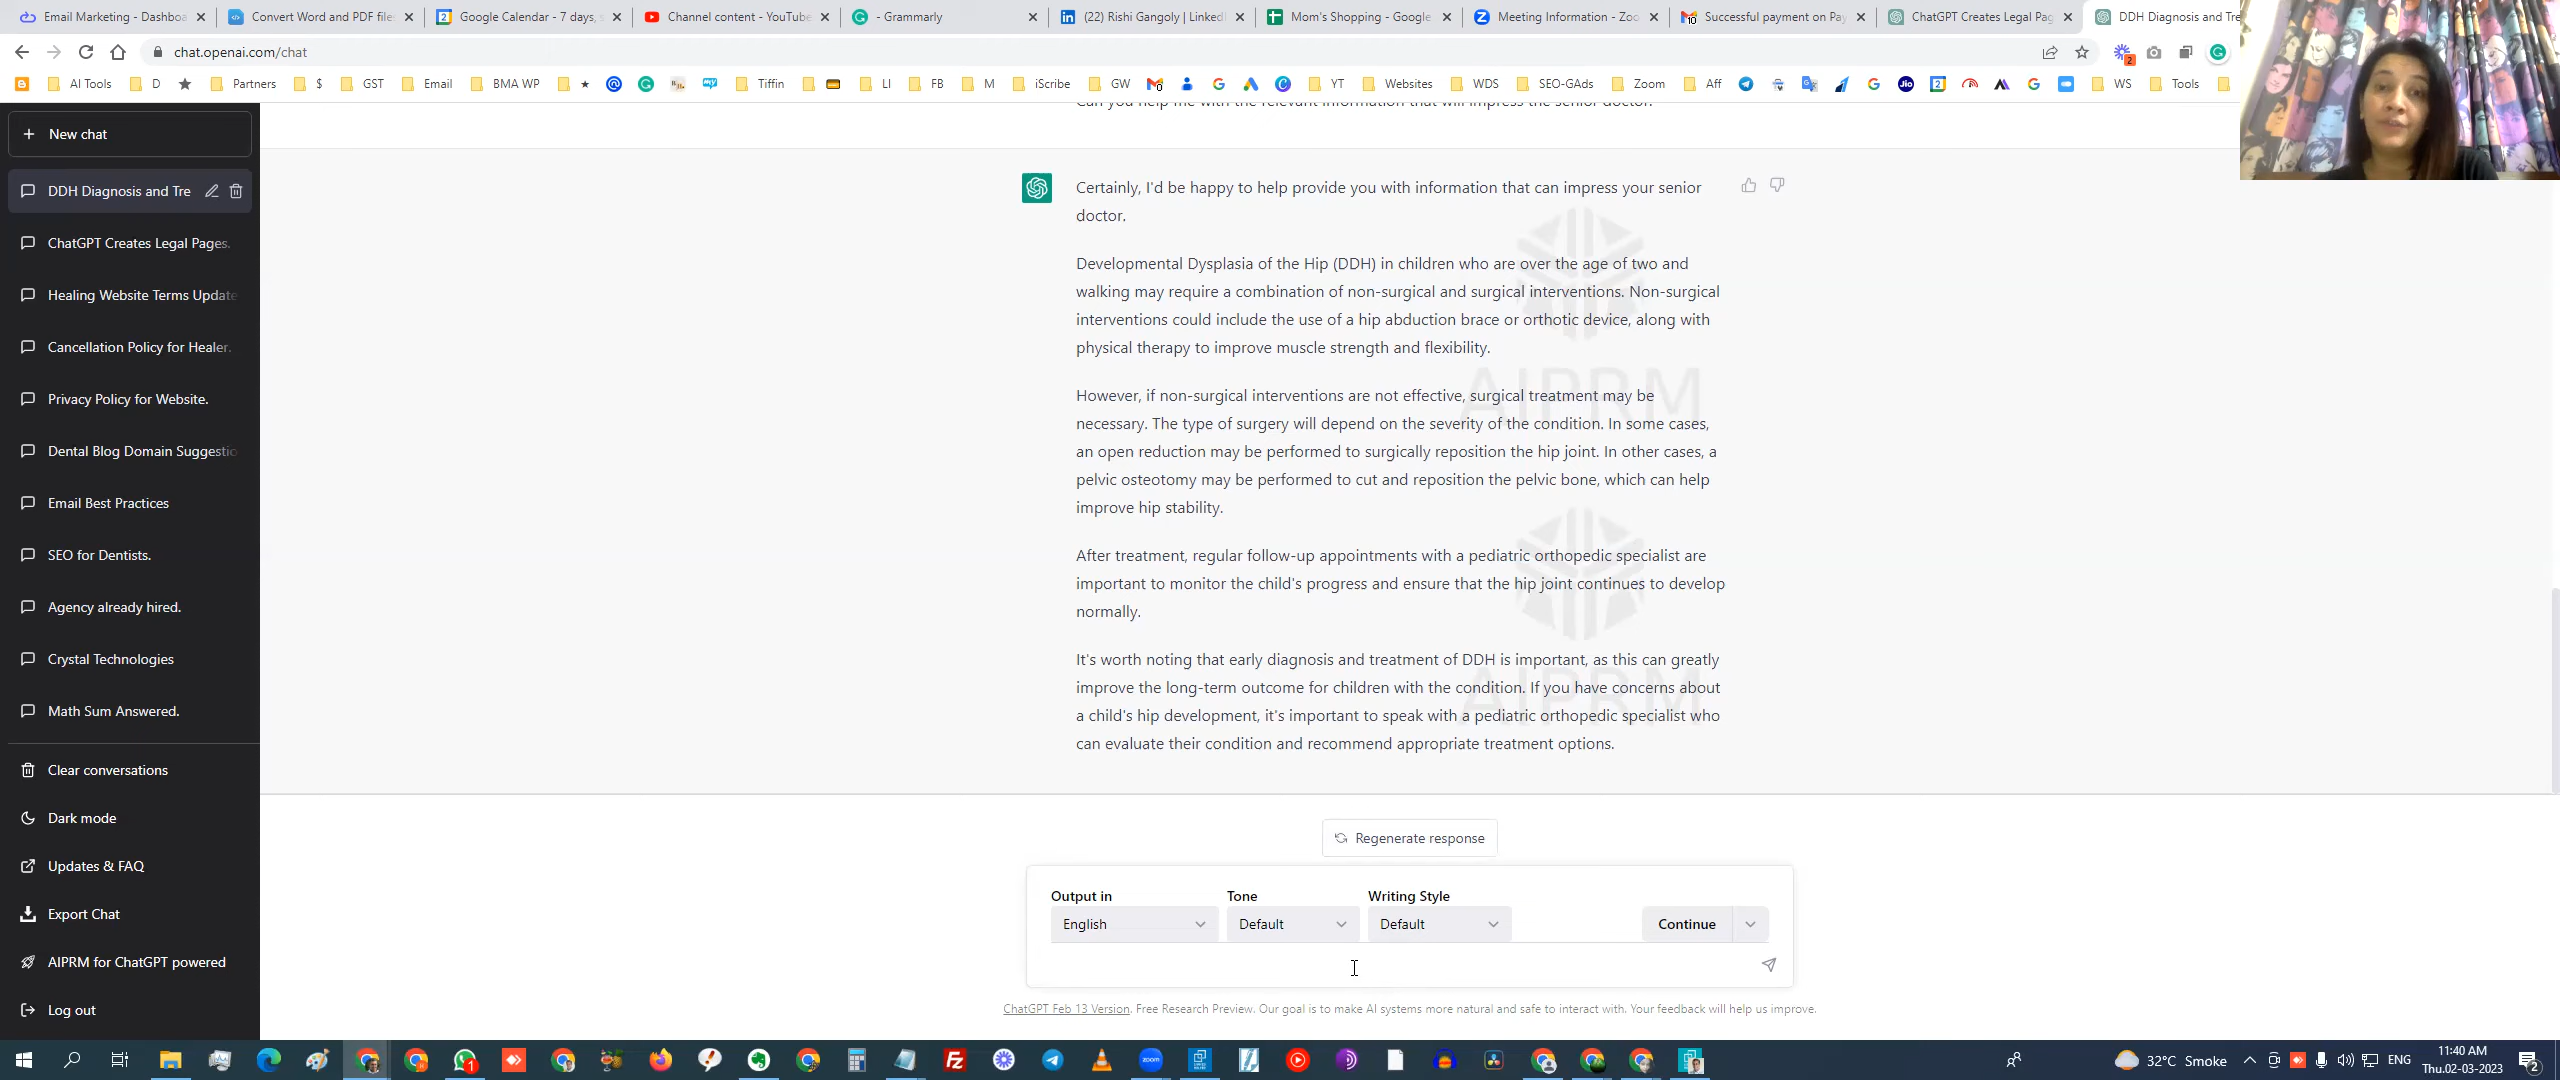 Email Marketing - Dashboa
Convert Word and PDF file
Google Calendar - 7 days, s
Channel content - YouTube
- Grammarly
(22) Rishi Gangoly | LinkedI
Mom's Shopping - Google
Meeting Information - Zoo
Successful payment on Pay
ChatGPT Creates Legal Pag
DDH Diagnosis and Tre
chat.openai.com/chat
AI Tools
D
Partners
$
GST
Email
BMA WP
Tiffin
LI
FB
M
iScribe
GW
YT
Websites
WDS
SEO-GAds
Zoom
Aff
WS
Tools
Can you help me with the relevant information that will impress the senior doctor.
New chat
DDH Diagnosis and Tre
ChatGPT Creates Legal Pages.
Healing Website Terms Update
Cancellation Policy for Healer.
Privacy Policy for Website.
Dental Blog Domain Suggestio
Email Best Practices
SEO for Dentists.
Agency already hired.
Crystal Technologies
Math Sum Answered.
Clear conversations
Dark mode
Updates & FAQ
Export Chat
AIPRM for ChatGPT powered
Log out
Certainly, I'd be happy to help provide you with information that can impress your senior
doctor.
Developmental Dysplasia of the Hip (DDH) in children who are over the age of two and
walking may require a combination of non-surgical and surgical interventions. Non-surgical
interventions could include the use of a hip abduction brace or orthotic device, along with
physical therapy to improve muscle strength and flexibility.
However, if non-surgical interventions are not effective, surgical treatment may be
necessary. The type of surgery will depend on the severity of the condition. In some cases,
an open reduction may be performed to surgically reposition the hip joint. In other cases, a
pelvic osteotomy may be performed to cut and reposition the pelvic bone, which can help
improve hip stability.
After treatment, regular follow-up appointments with a pediatric orthopedic specialist are
important to monitor the child's progress and ensure that the hip joint continues to develop
normally.
It's worth noting that early diagnosis and treatment of DDH is important, as this can greatly
improve the long-term outcome for children with the condition. If you have concerns about
a child's hip development, it's important to speak with a pediatric orthopedic specialist who
can evaluate their condition and recommend appropriate treatment options.
AIPRM
AIPRM
Regenerate response
Output in
Tone
Writing Style
English
Default
Default
Continue
ChatGPT Feb 13 Version. Free Research Preview. Our goal is to make AI systems more natural and safe to interact with. Your feedback will help us improve.
32°C Smoke
ENG
11:40 AM
Thu.02-03-2023